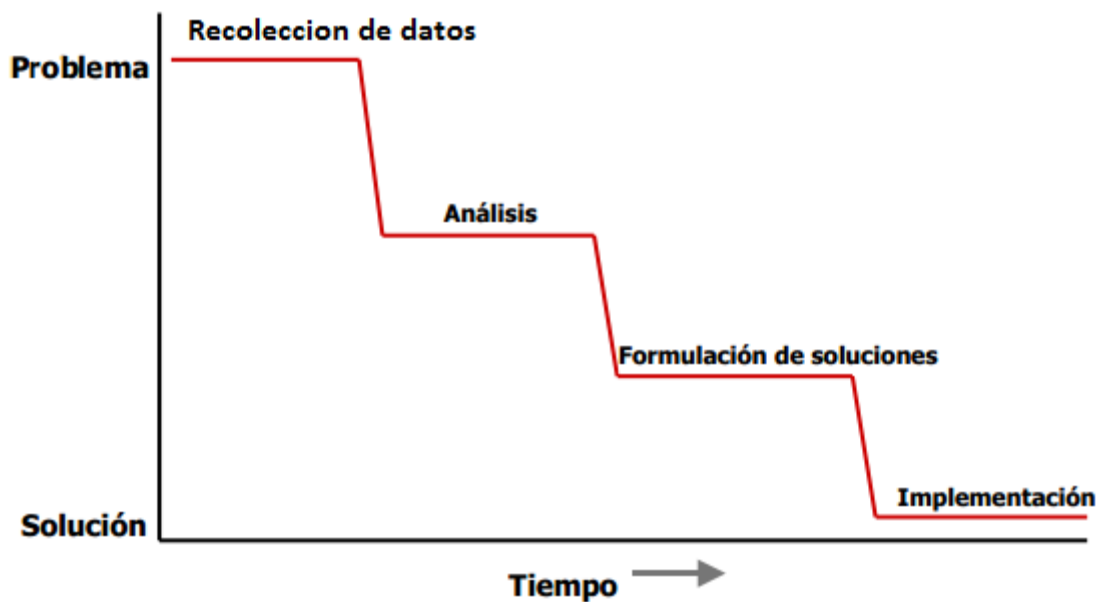 Recoleccion de datos
Problema
Análisis
Formulación de soluciones
Implementación
Solución
Tiempo